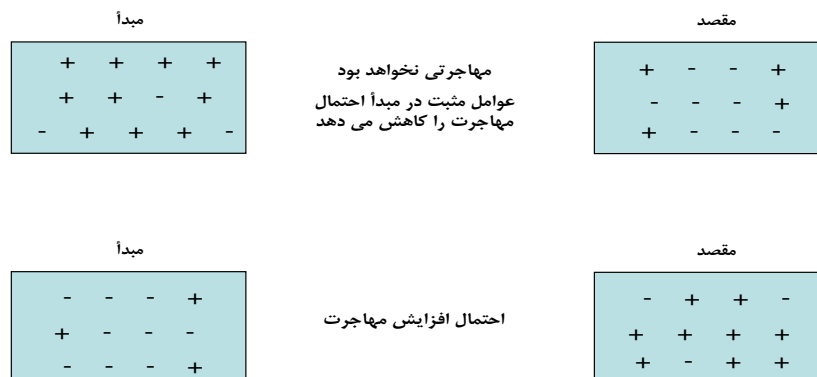 مبدأ
مقصد
+ + + +
+ + - +
- + + + -
مهاجرتی نخواهد بود
عوامل مثبت در مبدأ احتمال
مهاجرت را کاهش می دهد
+ - - +
- - - +
+ - - -
مبدأ
مقصد
- - - +
+ - - -
- - - +
احتمال افزایش مهاجرت
- + + -
+ + + +
+ - + +